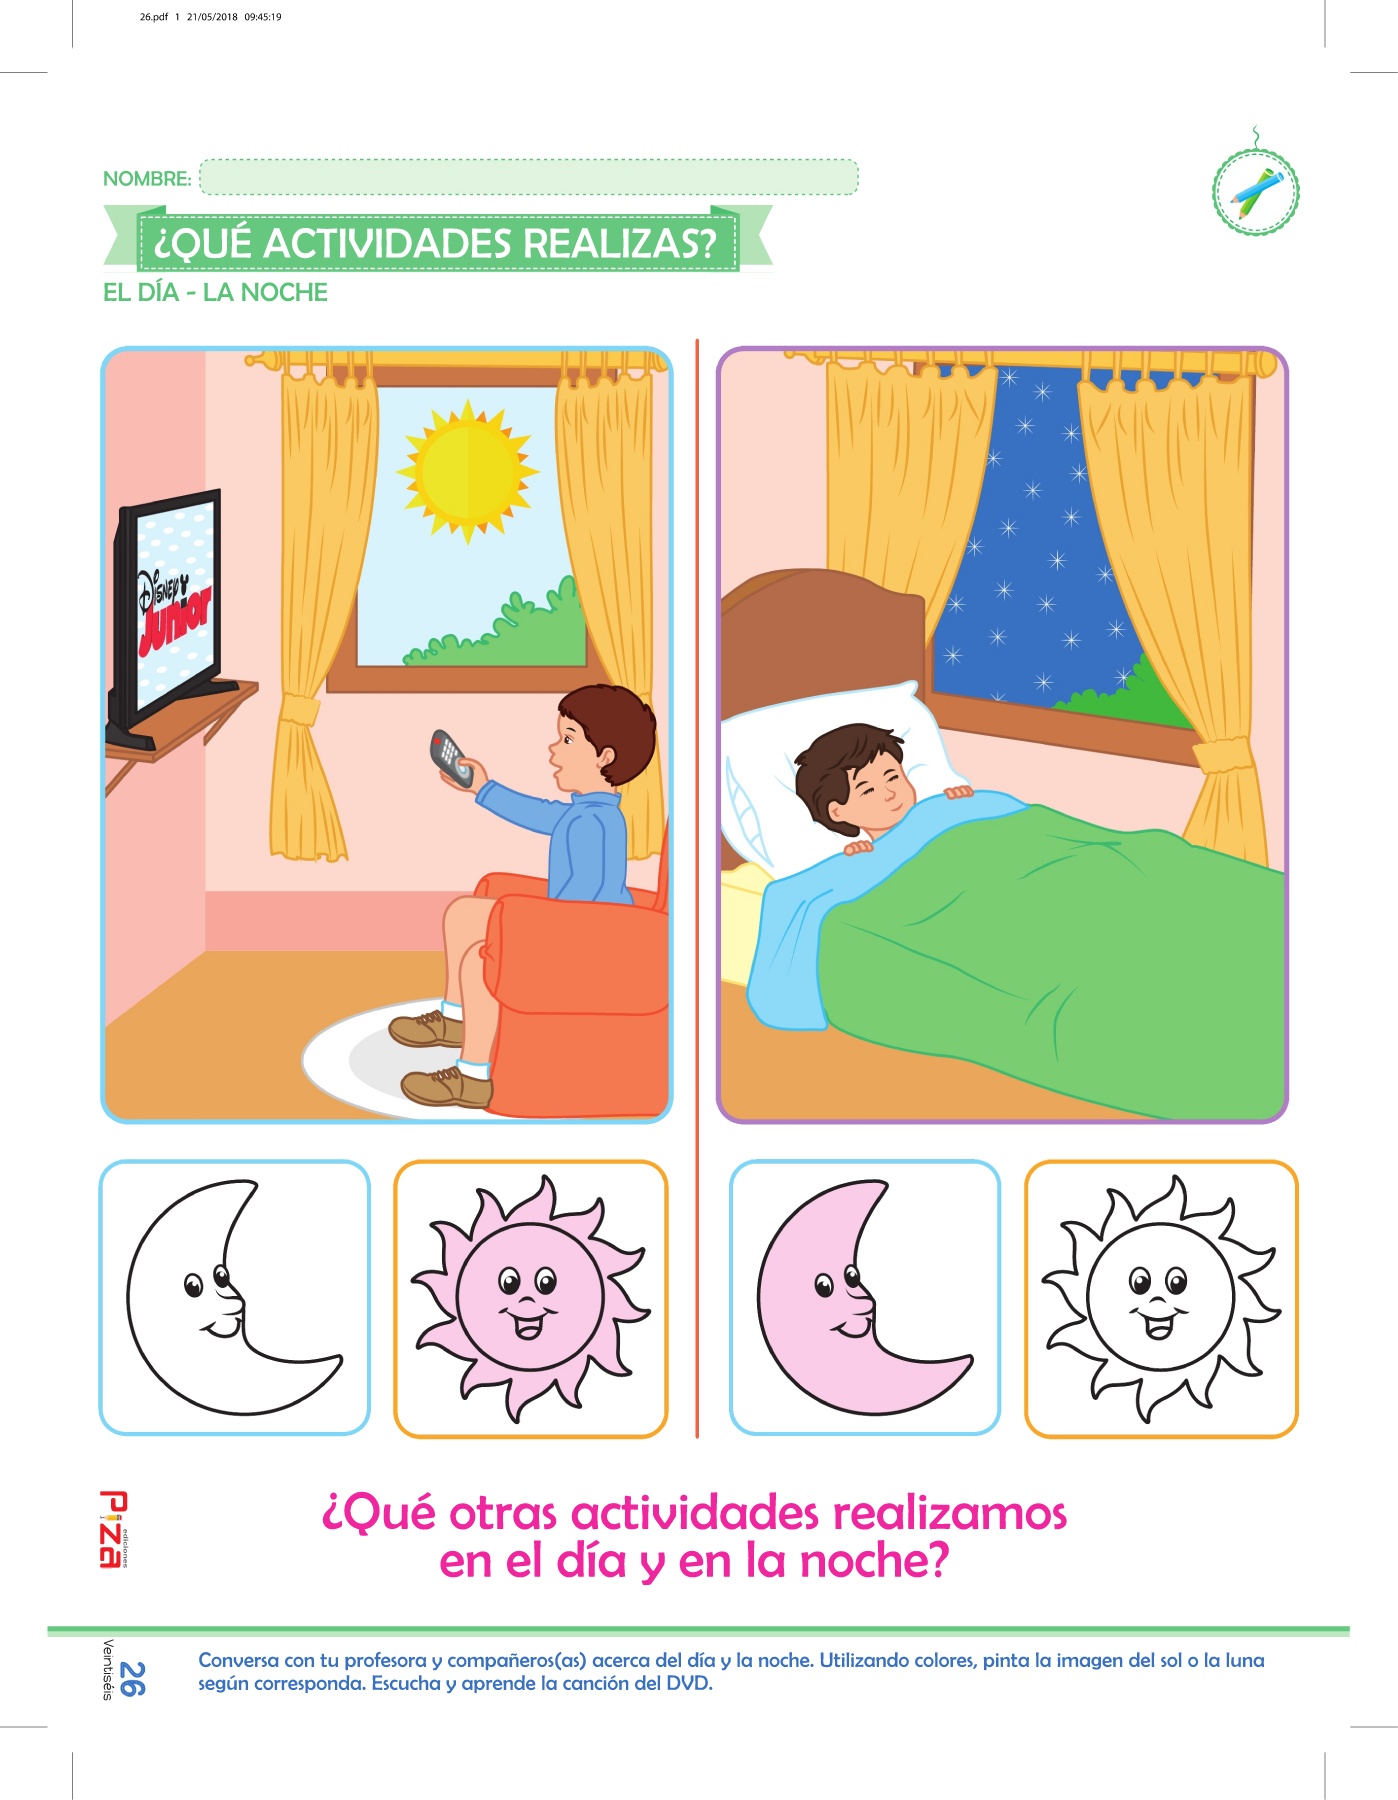 26.pdf 1 21/05/2018 09:45:19
NOMBRE:
¿QUÉ ACTIVIDADES REALIZAS?
EL DÍA - LA NOCHE
DISNEY
Junior
¿Qué otras actividades realizamos
en el día y en la noche?
Piza
ediciones
26
Veintiséis
Conversa con tu profesora y compañeros(as) acerca del día y la noche. Utilizando colores, pinta la imagen del sol o la luna
según corresponda. Escucha y aprende la canción del DVD.